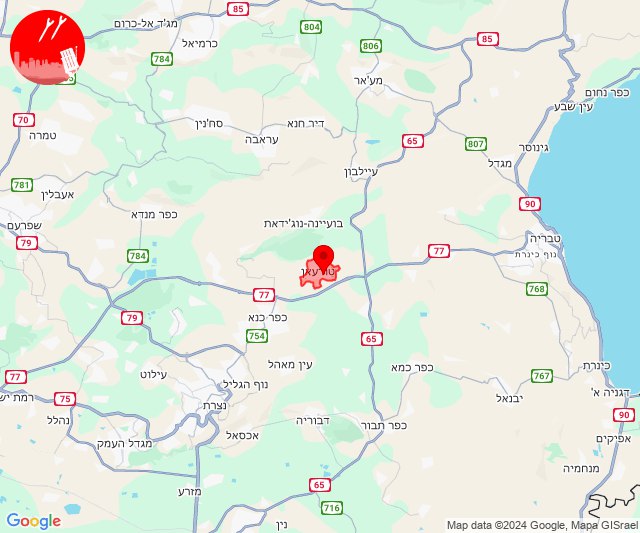 מג'ד אל-כרום
85
804
כרמיאל
806
85
784
מע'אר
כפר נחום
עין שבע
70
טמרה
סח'נין
דיר חנא
עראבה
65
807
גינוסר
מגדל
עיילבון
781
אעבלין
90
כפר מנדא
בועיינה-נוג'ידאת
שפרעם
79
784
77
טבריה
נוף כינרת
טורעאן
77
768
79
כפר כנא
754
65
עין מאהל
כפר כמא
כינרת
77
עילוט
נוף הגליל
767
75
רמת יש
יבנאל
דגניה א'
נצרת
נהלל
90
דבוריה
כפר תבור
אכסאל
מגדל העמק
אפיקים
מנחמיה
65
מזרע
716
נין
Google
Map data ©2024 Google, Mapa GISrael